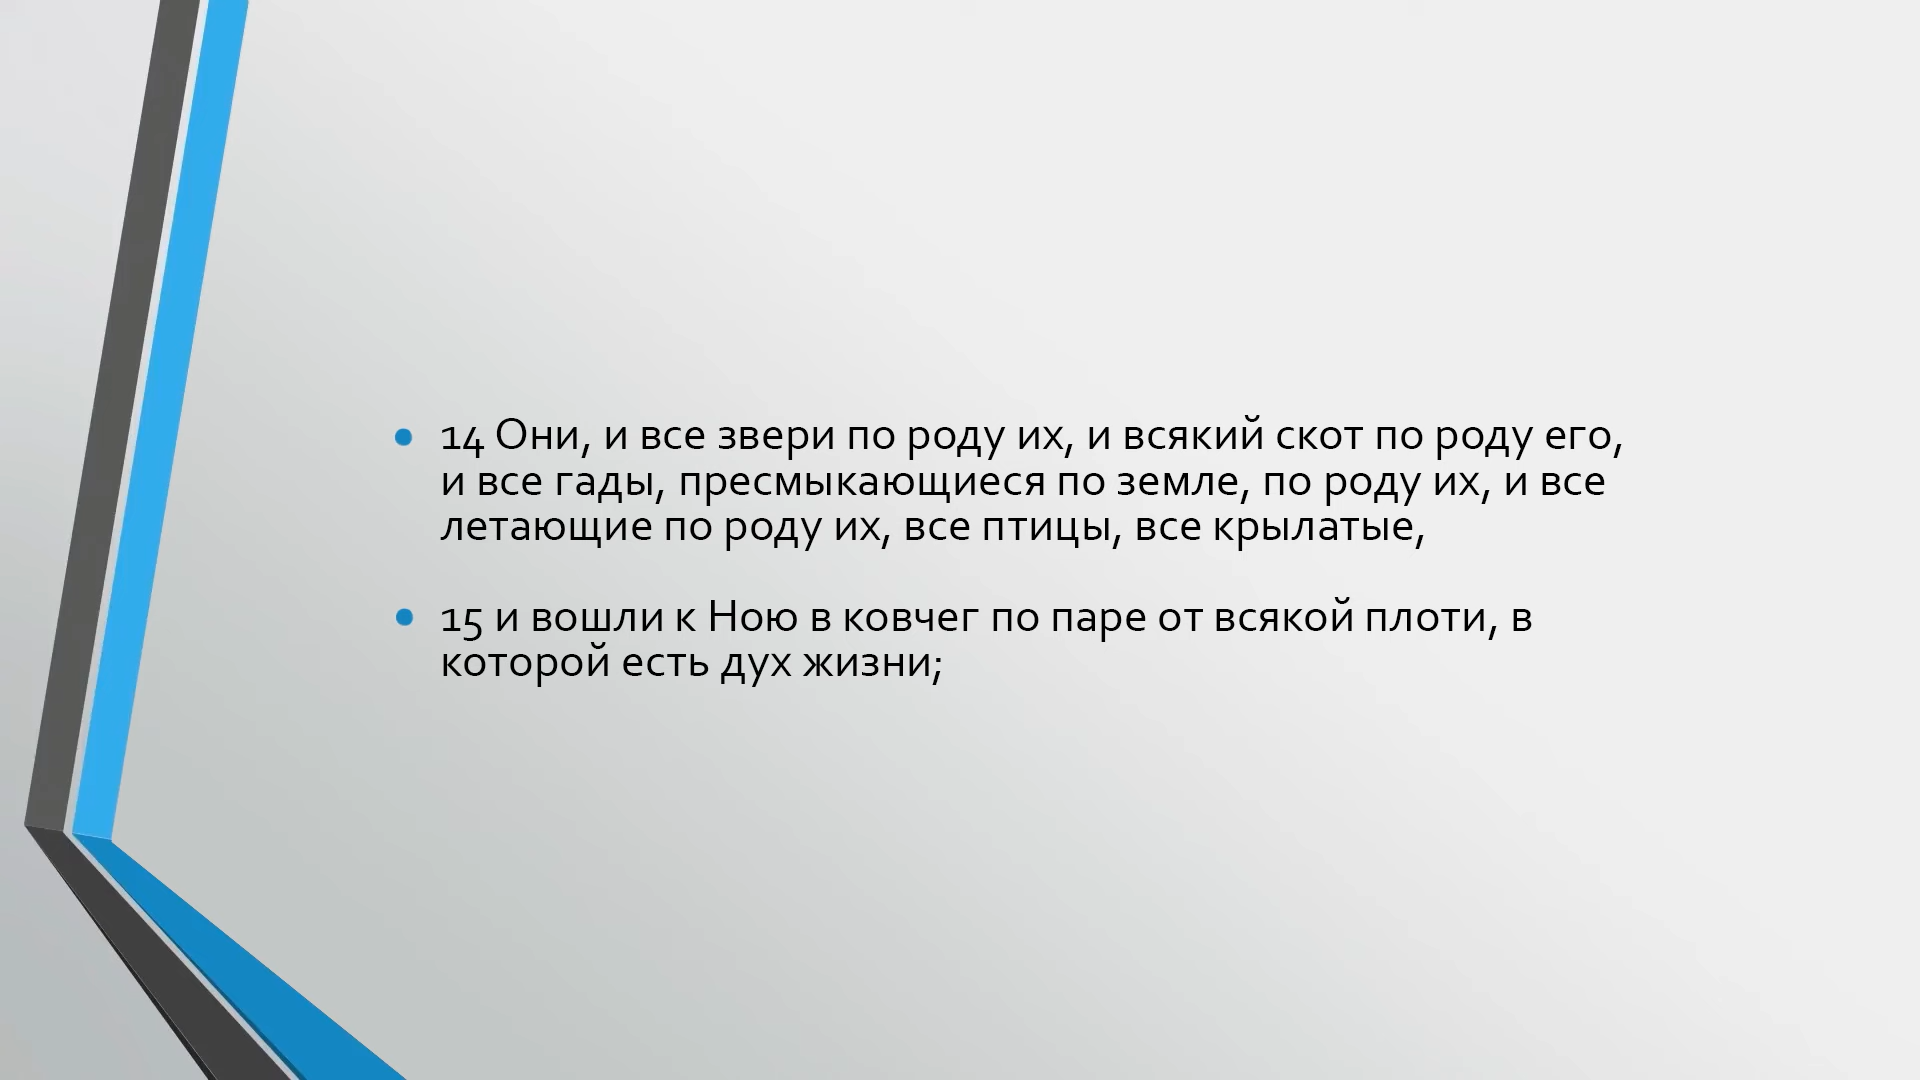 14 Они, и все звери по роду их, и всякий скот по роду его,
и все гады, пресмыкающиеся по земле, по роду их, и все
летающие по роду их, все птицы, все крылатые,
15 и вошли к Ною в ковчег по паре от всякой плоти, в
которой есть дух жизни;